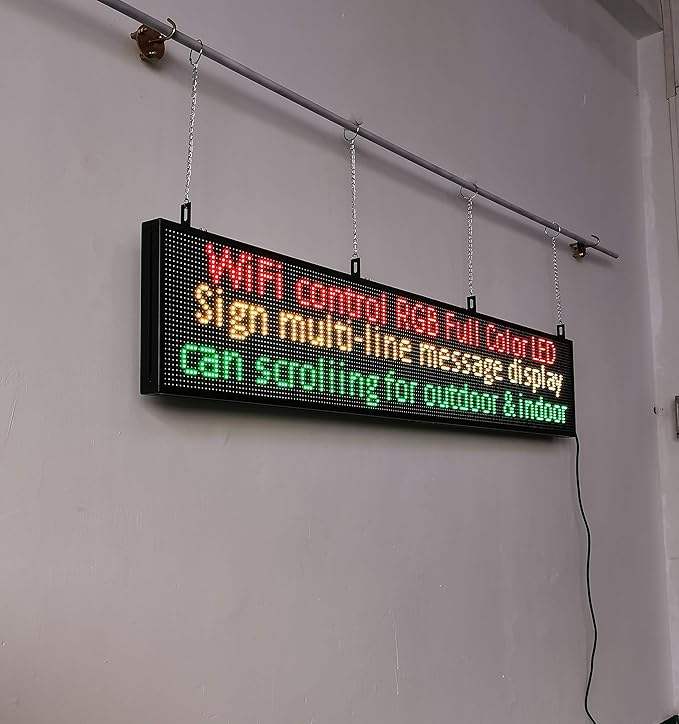 WiFi control RGB Full Color LED
Sign multi-line message display
can scrolling for outdoor & indoor